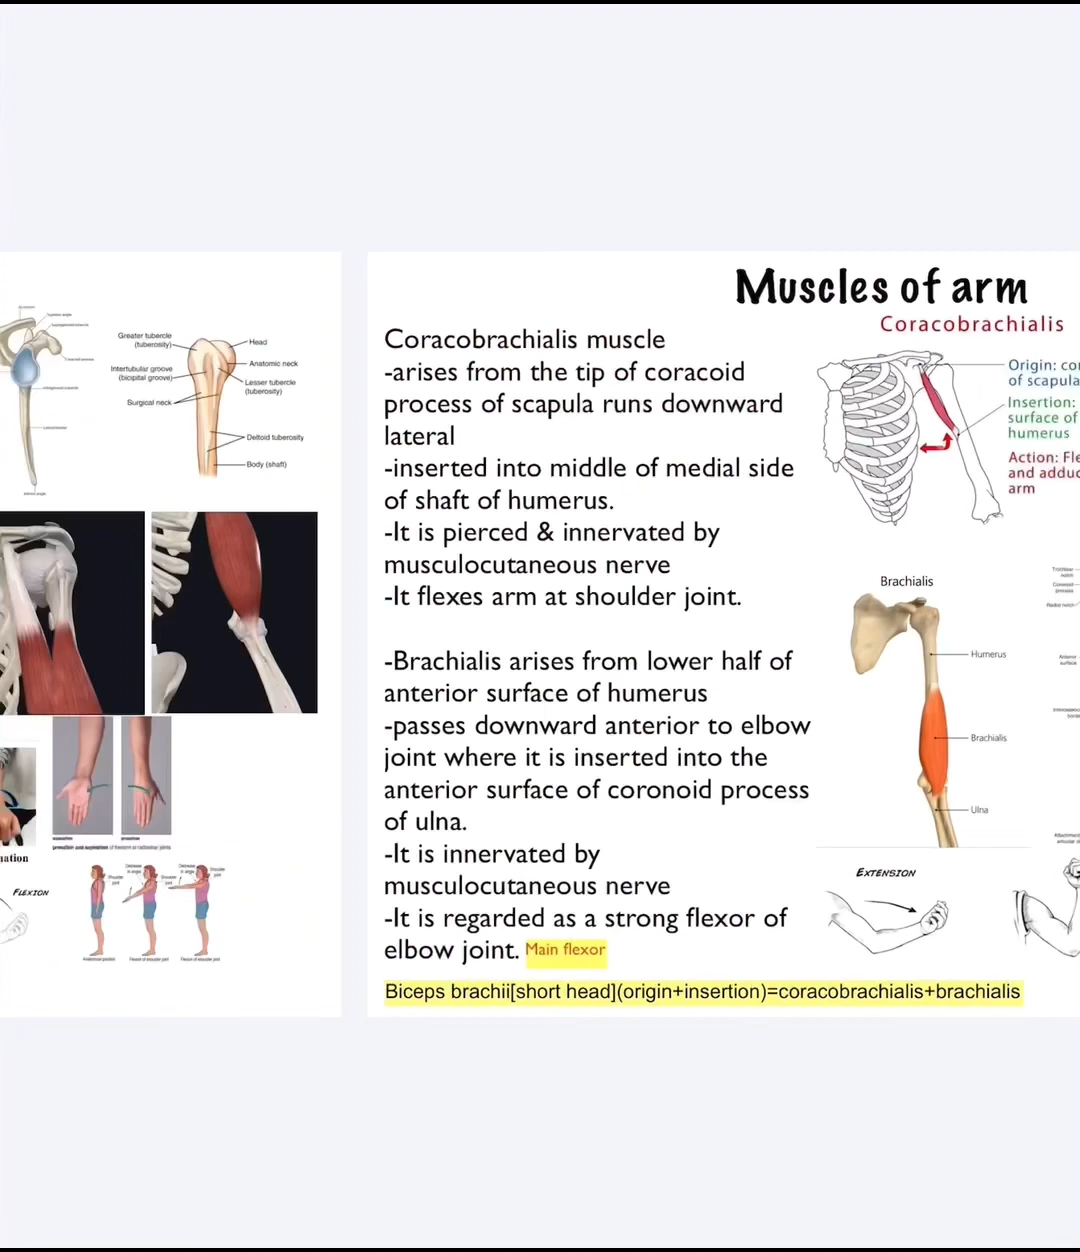 Greater tubercle
(tuberosity)
Head
Anatomic neck
Intertubular groove
(bicipital groove)
Lesser tubercle
(tuberosity)
Surgical neck
Deltoid tuberosity
Body (shaft)
FLEXION
Muscles of arm
Coracobrachialis
Coracobrachialis muscle
-arises from the tip of coracoid
process of scapula runs downward
lateral
-inserted into middle of medial side
of shaft of humerus.
-It is pierced & innervated by
musculocutaneous nerve
-It flexes arm at shoulder joint.
-Brachialis arises from lower half of
anterior surface of humerus
-passes downward anterior to elbow
joint where it is inserted into the
anterior surface of coronoid process
of ulna.
-It is innervated by
musculocutaneous nerve
-It is regarded as a strong flexor of
elbow joint. Main flexor
Biceps brachii[short head](origin+insertion)=coracobrachialis+brachialis
Origin:
of scapula
Insertion:
surface of
humerus
Action:
and
arm
Brachialis
Humerus
Brachialis
Ulna
EXTENSION